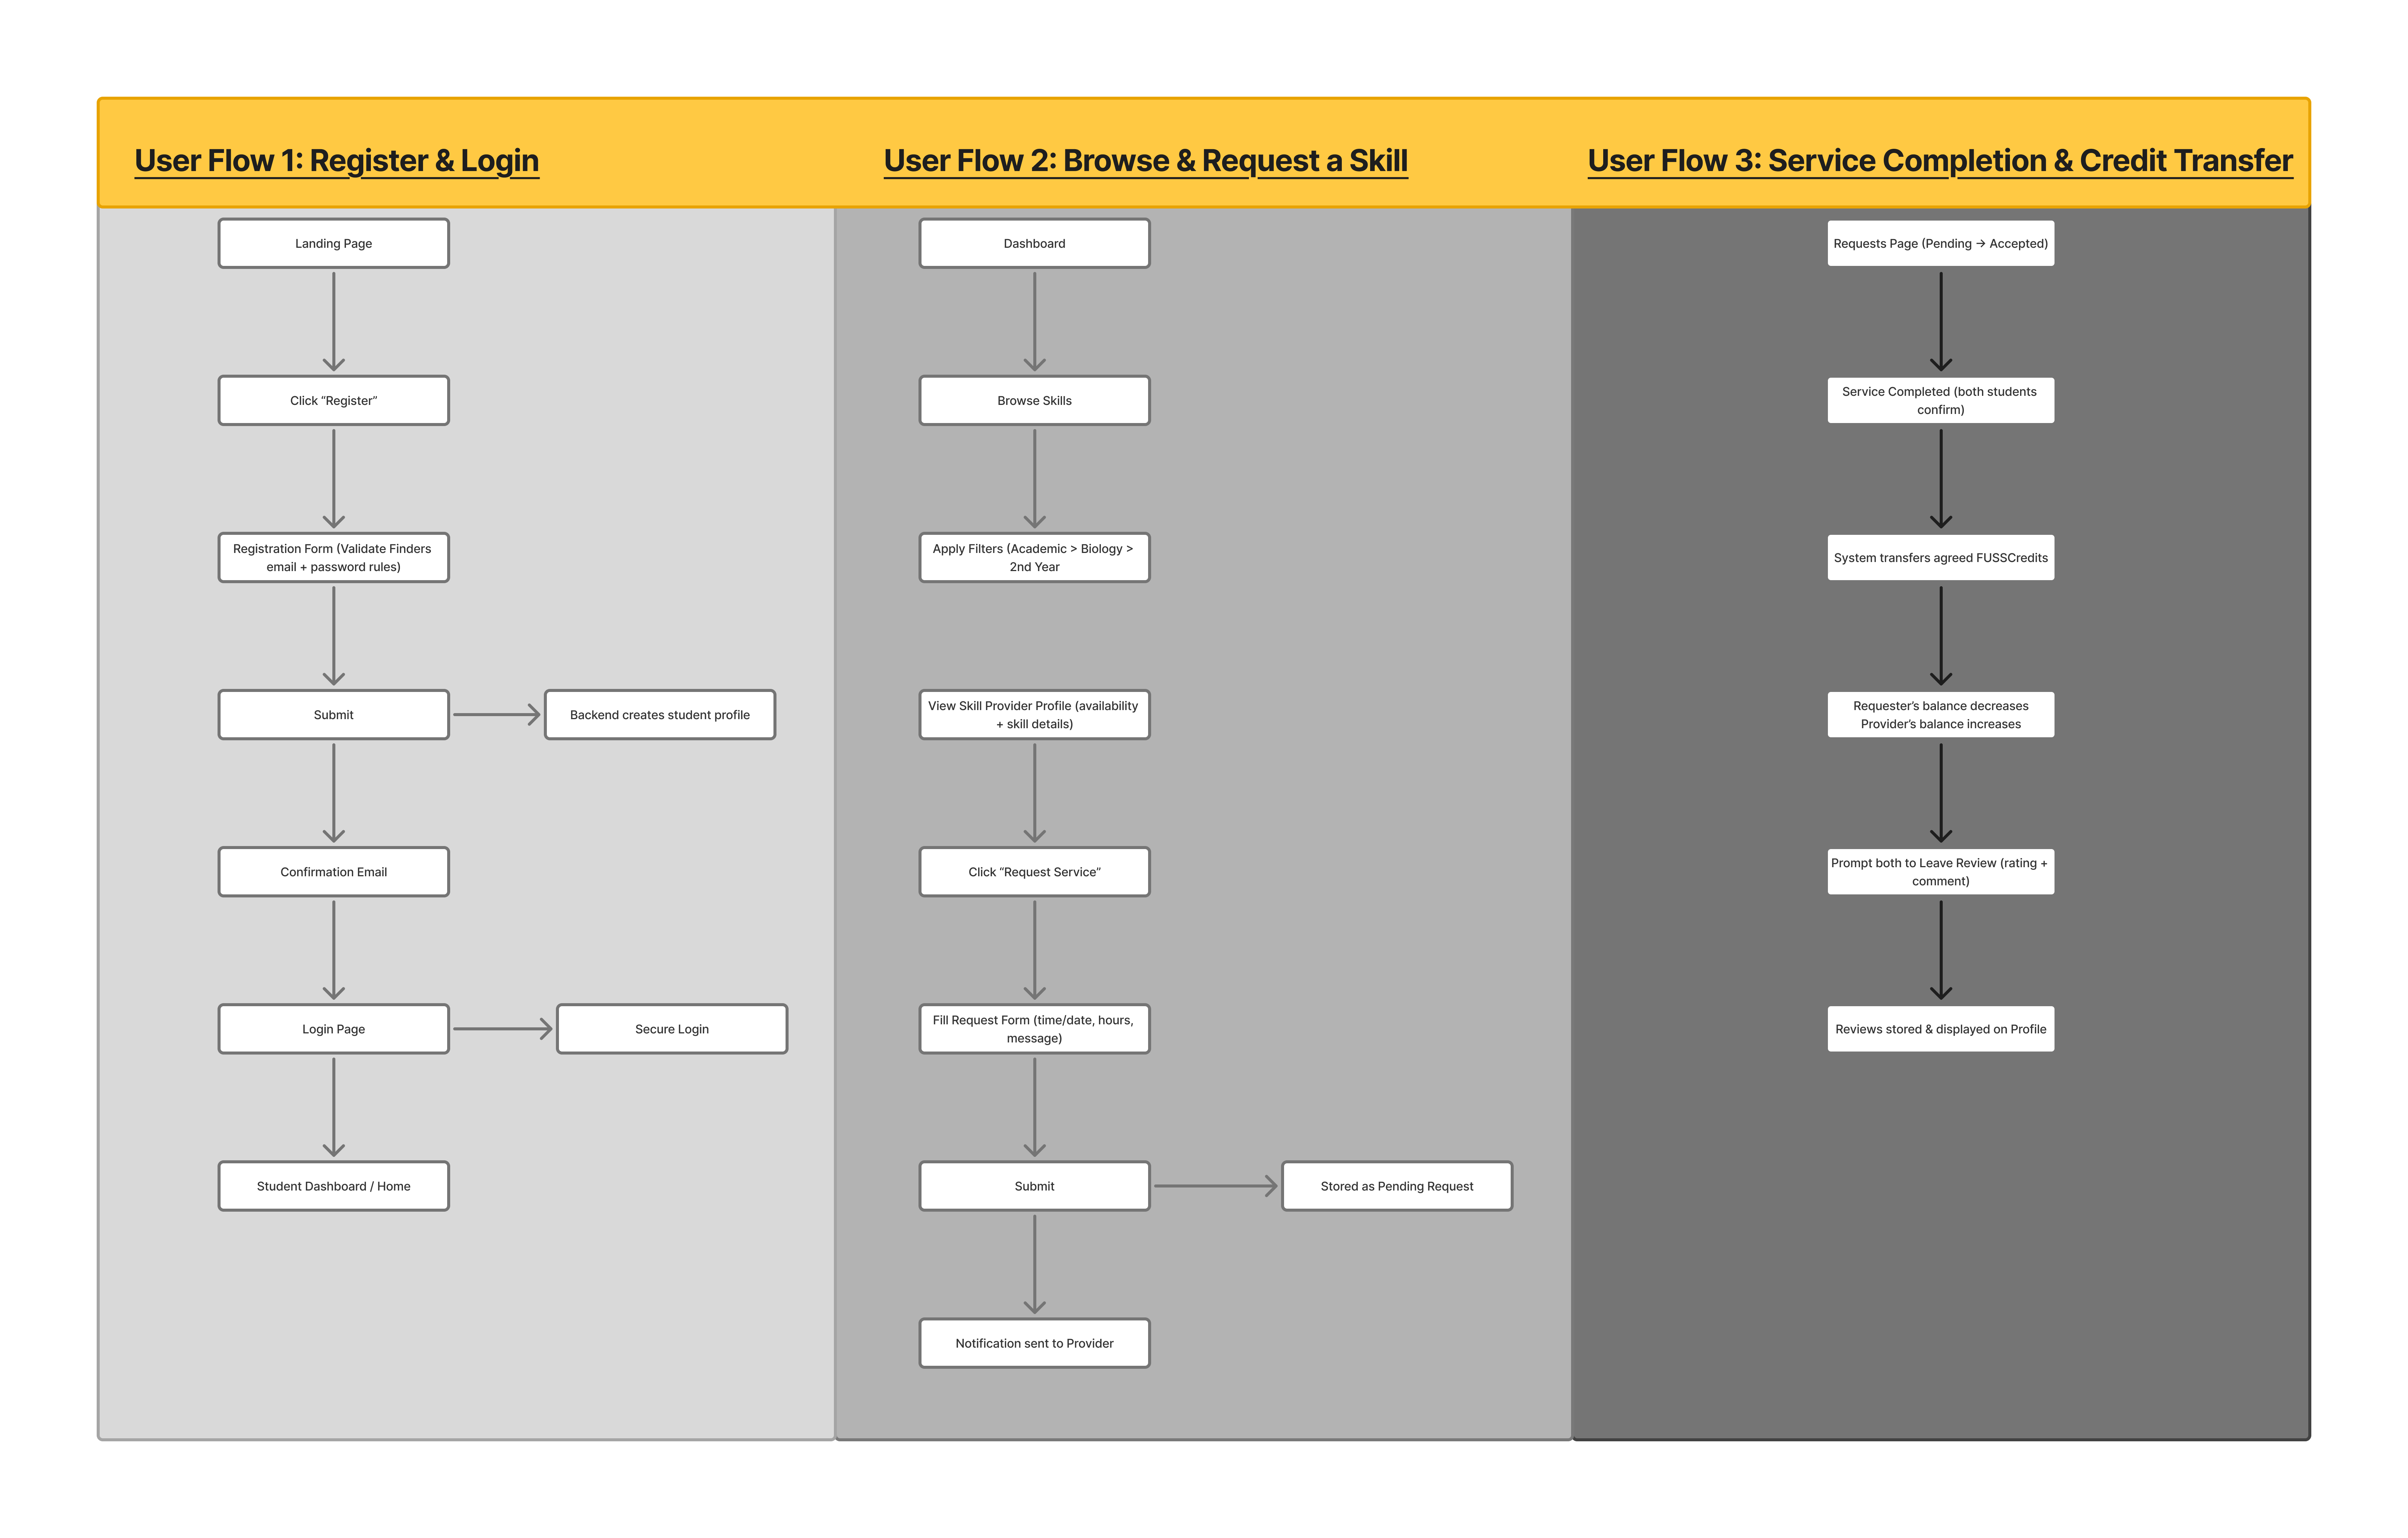 User Flow 1: Register & Login
Landing Page
Click “Register”
Registration Form (Validate Finders
email + password rules)
Submit
Backend creates student profile
Confirmation Email
Login Page
Secure Login
Student Dashboard / Home
User Flow 2: Browse & Request a Skill
Dashboard
Browse Skills
Apply Filters (Academic > Biology >
2nd Year
View Skill Provider Profile (availability
+ skill details)
Click “Request Service”
Fill Request Form (time/date, hours,
message)
Submit
Stored as Pending Request
Notification sent to Provider
User Flow 3: Service Completion & Credit Transfer
Requests Page (Pending → Accepted)
Service Completed (both students
confirm)
System transfers agreed FUSSCredits
Requester’s balance decreases
Provider’s balance increases
Prompt both to Leave Review (rating +
comment)
Reviews stored & displayed on Profile